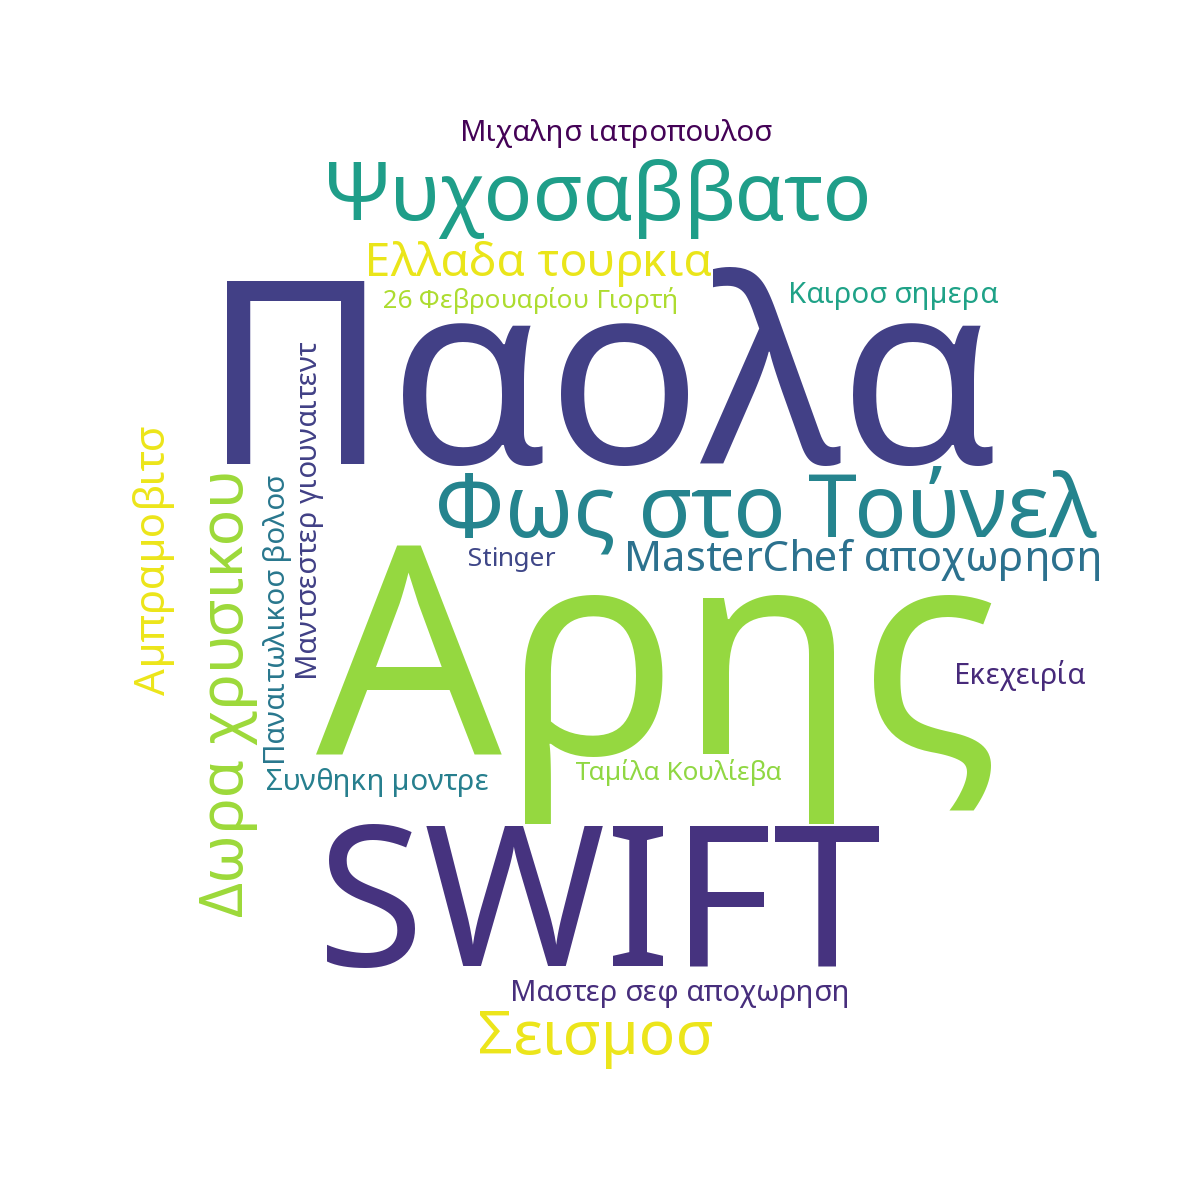 Μιχαλησ ιατροπουλοσ
Ψυχοσαββατο
Ελλαδα τουρκια
26 Φεβρουαρίου Γιορτή
Καιροσ σημερα
Παολα
Αμπραμοβιτσ
Δωρα χρυσικου
Παναιτωλικοσ βολοσ
Μαντσεστερ γιουναιτεντ
Φως στο Τούνελ
Stinger
MasterChef αποχωρηση
Αρης
Εκεχειρία
Ταμίλα Κουλίεβα
Συνθηκη μοντρε
SWIFT
Μαστερ σεφ αποχωρηση
Σεισμοσ